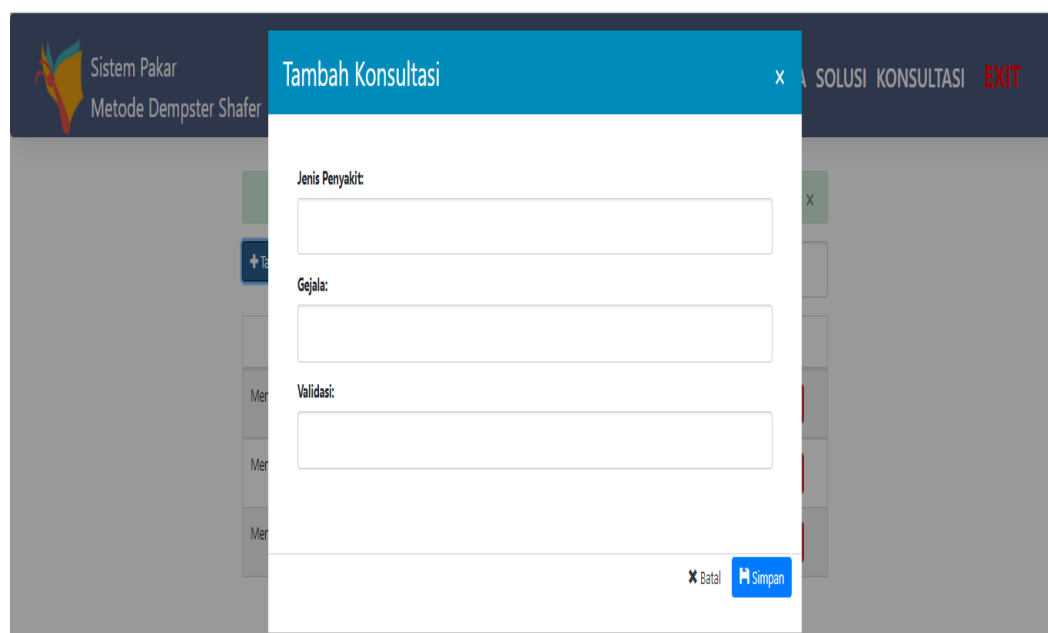 Sistem Pakar
Metode Dempster Shafer
SOLUSI KONSULTASI EXIT
Tambah Konsultasi
×
×
Jenis Penyakit:
Gejala:
Validasi:
Batal
Simpan